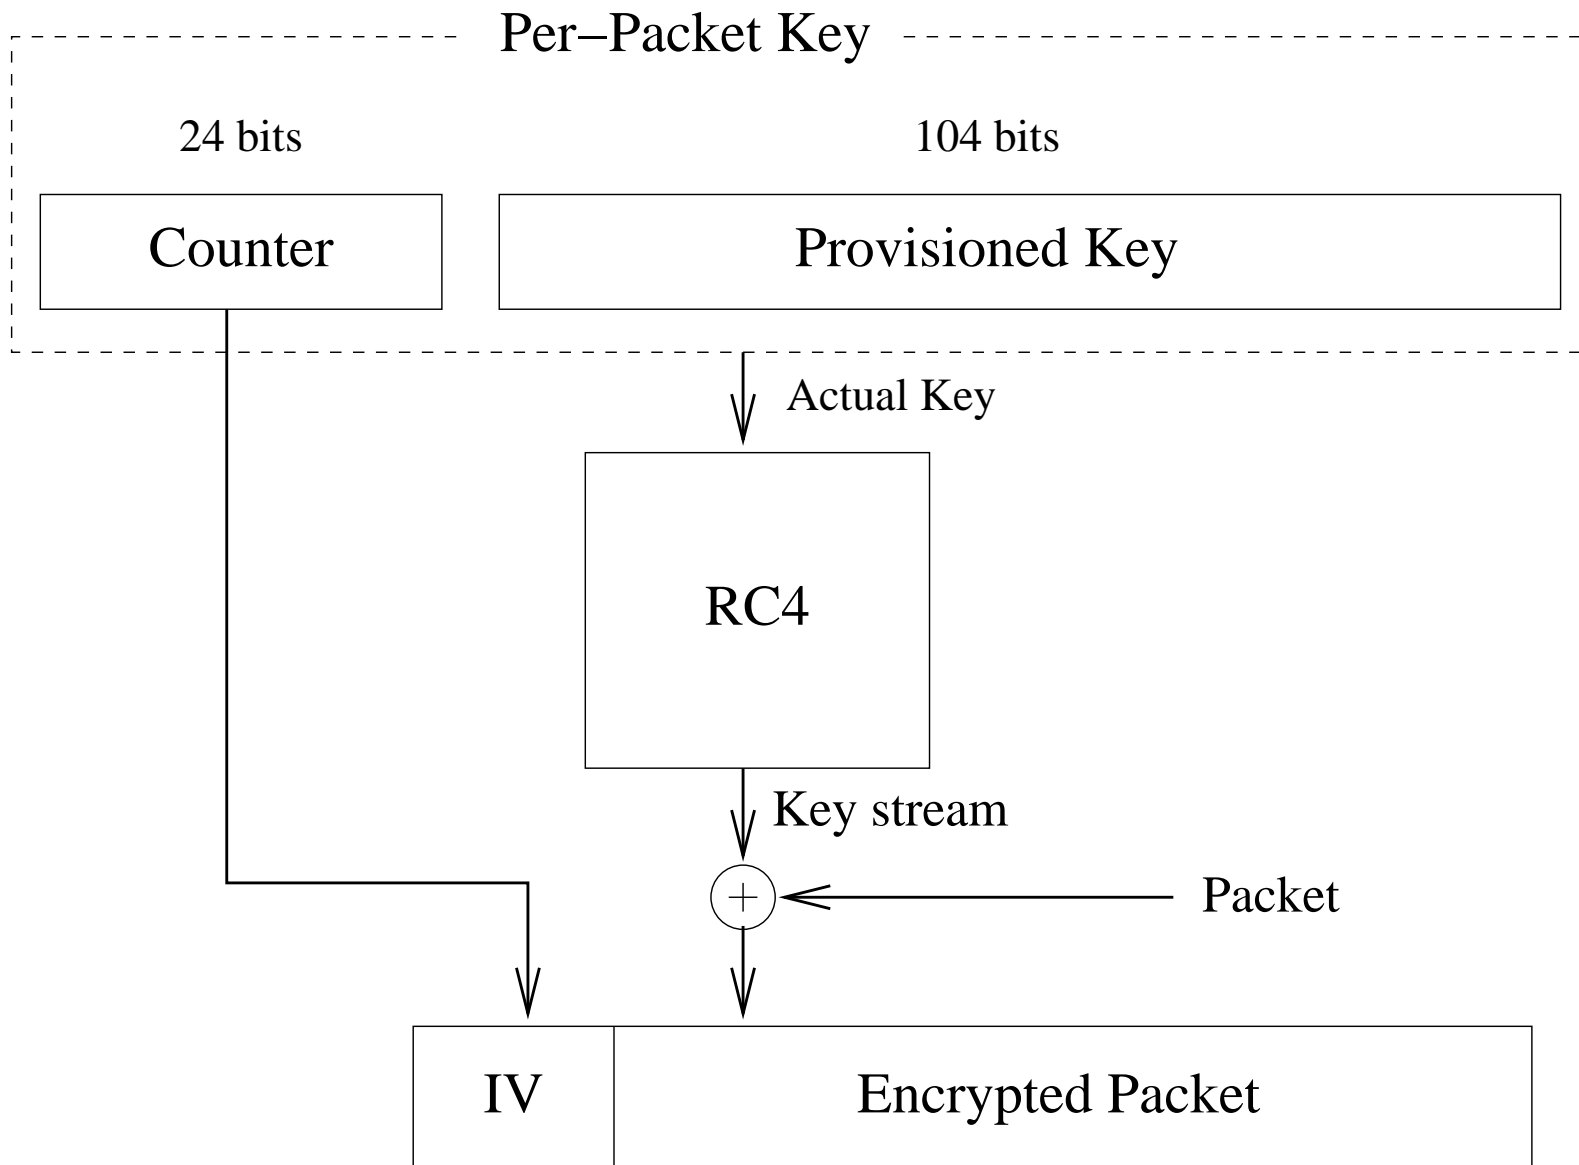 Per–Packet Key
24 bits
104 bits
Counter
Provisioned Key
Actual Key
RC4
Key stream
Packet
IV
Encrypted Packet